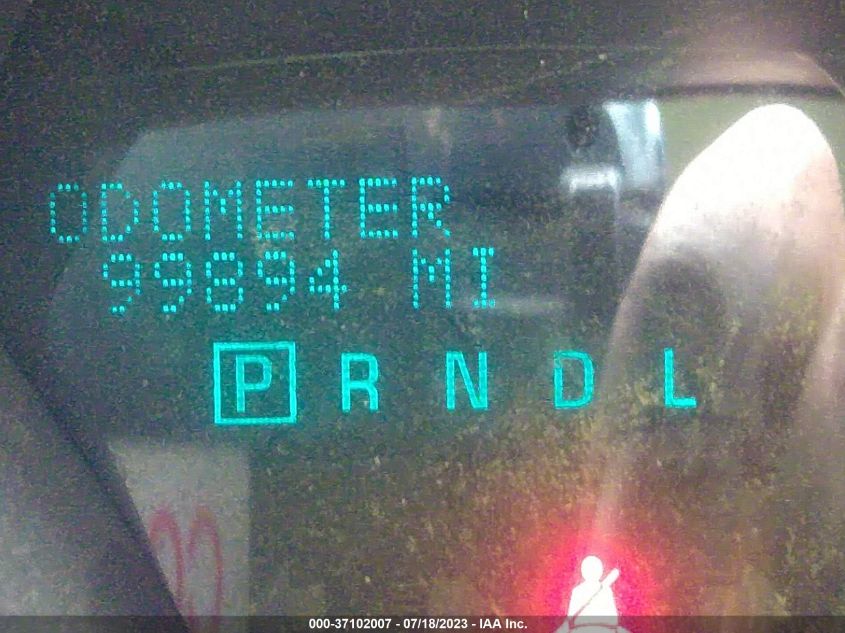 ODOMETER
99894 MI
P R N D L
000-37102007 - 07/18/2023 - IAA Inc.